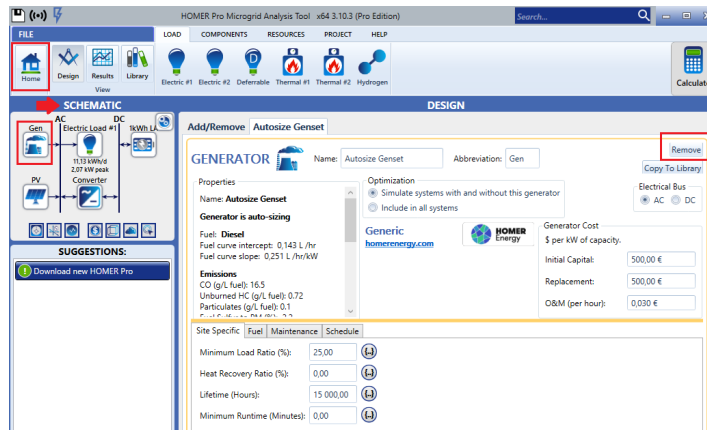 HOMER Pro Microgrid Analysis Tool x64 3.10.3 (Pro Edition)
Search...
FILE
LOAD COMPONENTS RESOURCES PROJECT HELP
Home
Design
Results
Library
View
Electric #1
Electric #2
Deferrable
Thermal #1
Thermal #2
Hydrogen
Calculate
SCHEMATIC
DESIGN
AC DC
Gen
Electric Load #1
1kWh LA
11,13 kWh/d
2,07 kW peak
PV
Converter
SUGGESTIONS:
Download new HOMER Pro
Add/Remove Autosize Genset
GENERATOR
Name: Autosize Genset
Abbreviation: Gen
Remove
Copy To Library
Properties
Name: Autosize Genset
Generator is auto-sizing
Fuel: Diesel
Fuel curve intercept: 0,143 L /hr
Fuel curve slope: 0,251 L /hr/kW
Emissions
CO (g/L fuel): 16.5
Unburned HC (g/L fuel): 0.72
Particulates (g/L fuel): 0.1
Optimization
Simulate systems with and without this generator
Include in all systems
Electrical Bus
AC DC
Generic
homerenergy.com
HOMER
Energy
Generator Cost
$ per kW of capacity.
Initial Capital: 500,00 €
Replacement: 500,00 €
O&M (per hour): 0,030 €
Site Specific Fuel Maintenance Schedule
Minimum Load Ratio (%): 25,00 {..}
Heat Recovery Ratio (%): 0,00 {..}
Lifetime (Hours): 15 000,00 {..}
Minimum Runtime (Minutes): 0,00 {..}